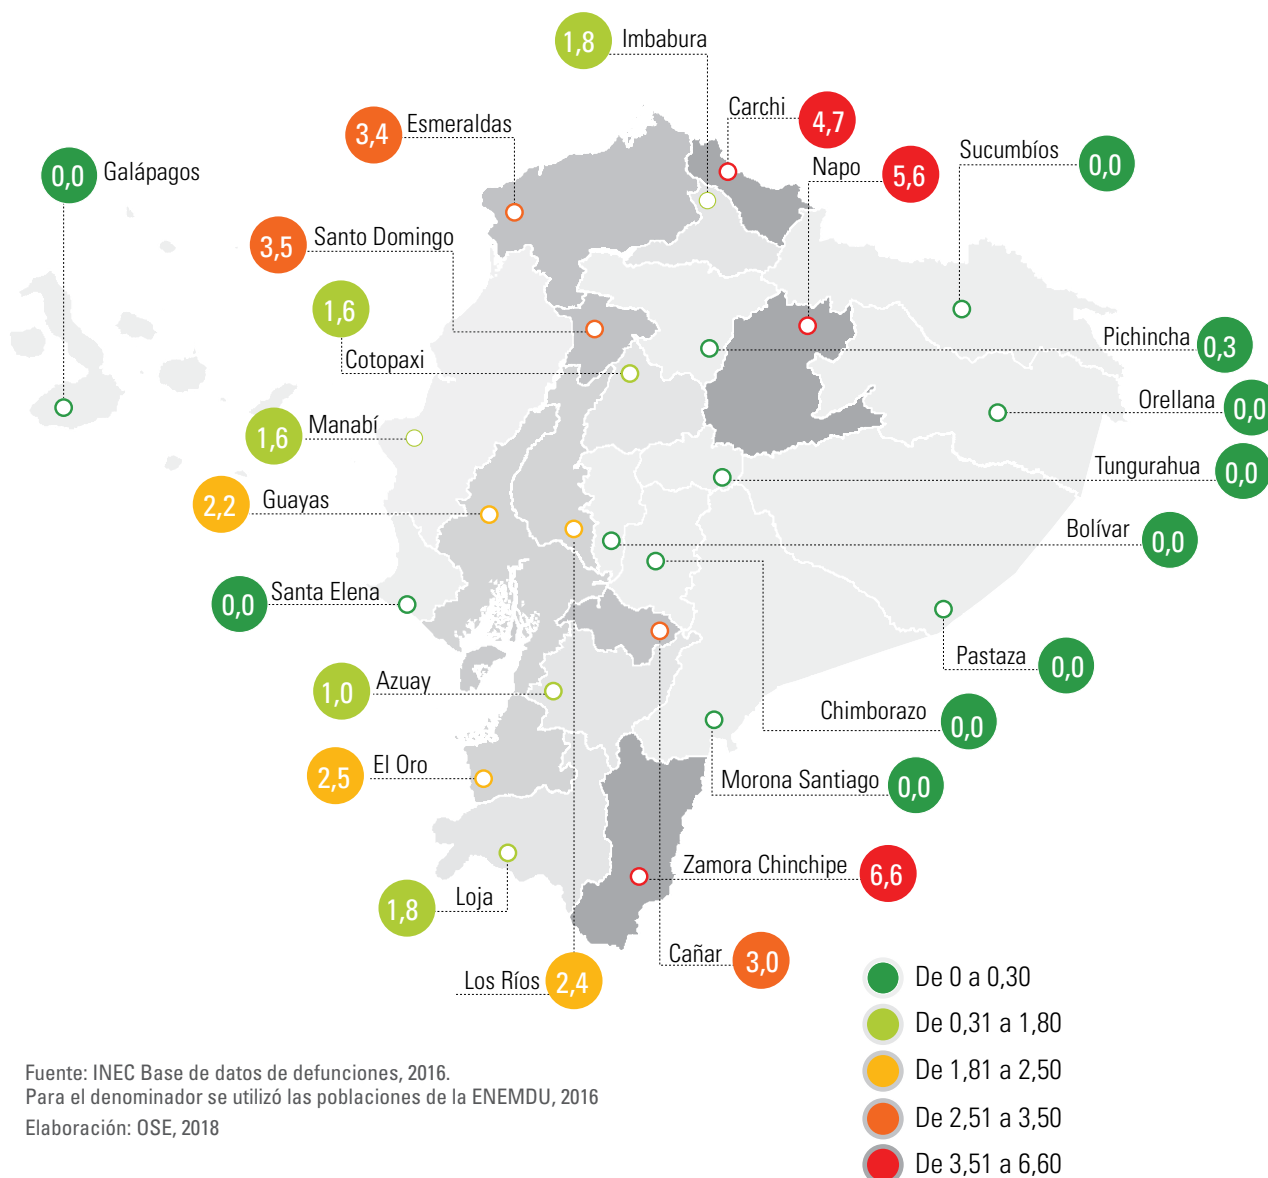 1,8 Imbabura
Carchi 4,7
3,4 Esmeraldas
Napo 5,6
Sucumbíos 0,0
0,0 Galápagos
3,5 Santo Domingo
1,6
Cotopaxi
Pichincha 0,3
Orellana 0,0
1,6 Manabí
Tungurahua 0,0
2,2 Guayas
Bolívar 0,0
0,0 Santa Elena
Pastaza 0,0
1,0 Azuay
Chimborazo 0,0
2,5 El Oro
Morona Santiago 0,0
Zamora Chinchipe 6,6
1,8 Loja
Cañar 3,0
Los Ríos 2,4
De 0 a 0,30
De 0,31 a 1,80
De 1,81 a 2,50
De 2,51 a 3,50
De 3,51 a 6,60
Fuente: INEC Base de datos de defunciones, 2016.
Para el denominador se utilizó las poblaciones de la ENEMDU, 2016
Elaboración: OSE, 2018